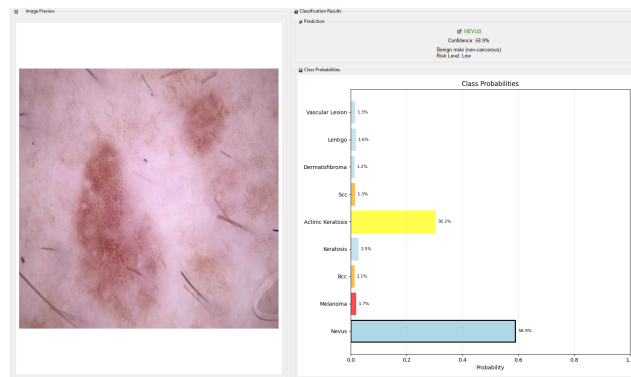 Image Preview
Classification Results
Prediction
NEVUS
Confidence: 58.9%
Benign mole (non-cancerous)
Risk Level: Low
Class Probabilities
Class Probabilities
Vascular Lesion
1.3%
Lentigo
1.6%
Dermatofibroma
1.2%
Scc
1.3%
Actinic Keratosis
30.2%
Keratosis
2.5%
Bcc
1.1%
Melanoma
1.7%
Nevus
58.9%
0.0
0.2
0.4
0.6
0.8
1.
Probability